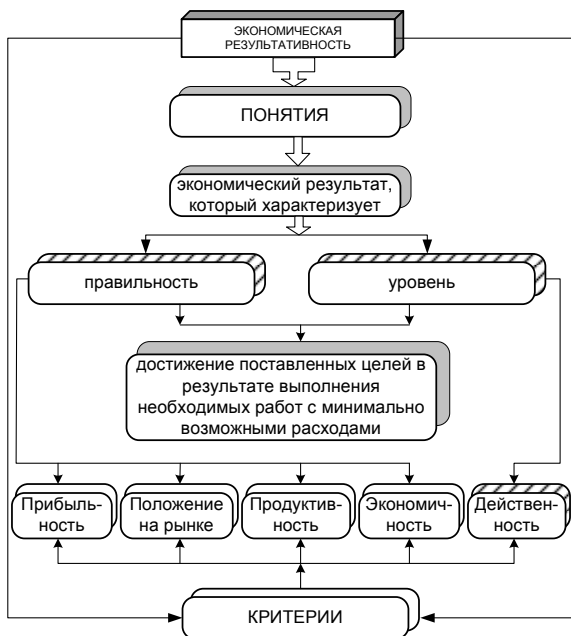 ЭКОНОМИЧЕСКАЯ
РЕЗУЛЬТАТИВНОСТЬ
ПОНЯТИЯ
экономический результат,
который характеризует
правильность
уровень
достижение поставленных целей в
результате выполнения
необходимых работ с минимально
возможными расходами
Прибыль-
ность
Положение
на рынке
Продуктив-
ность
Экономич-
ность
Действен-
ность
КРИТЕРИИ